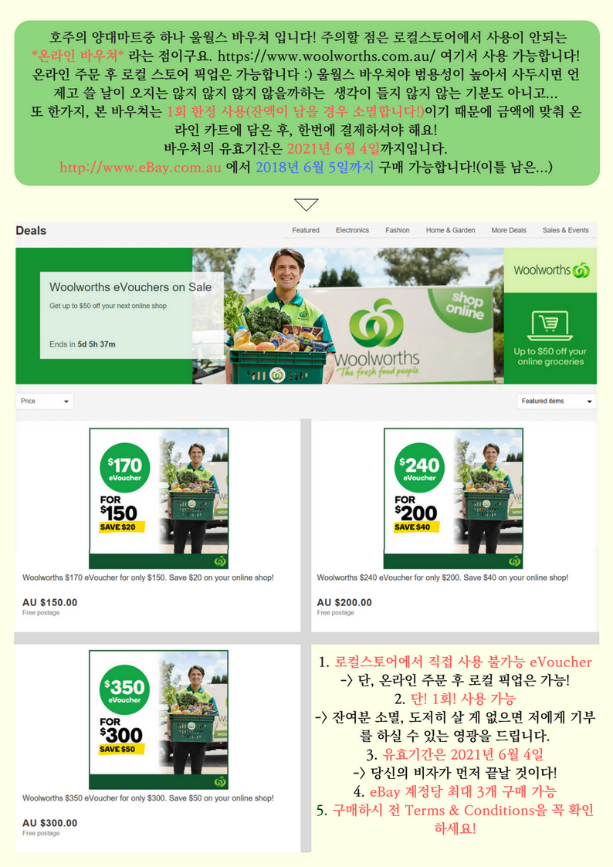 호주의 양대마트중 하나 울월스 바우쳐 입니다! 주의할 점은 로컬스토어에서 사용이 안되는
*온라인 바우쳐* 라는 점이구요. https://www.woolworths.com.au/ 여기서 사용 가능합니다!
온라인 주문 후 로컬 스토어 픽업은 가능합니다 :) 울월스 바우쳐야 범용성이 높아서 사두시면 언
제고 쓸 날이 오지는 않지 않지 않지 않을까하는 생각이 들지 않지 않는 기분도 아니고...
또 한가지, 본 바우쳐는 1회 한정 사용(잔액이 남을 경우 소멸합니다!)이기 때문에 금액에 맞춰 온
라인 카트에 담은 후, 한번에 결제하셔야 해요!
바우쳐의 유효기간은 2021년 6월 4일까지입니다.
http://www.eBay.com.au 에서 2018년 6월 5일까지 구매 가능합니다!(이틀 남은...)
Deals
Featured Electronics Fashion Home & Garden More Deals Sales & Events
Woolworths eVouchers on Sale
Get up to $50 off your next online shop
Ends in 5d 5h 37m
Woolworths
The fresh food people
shop
online
Woolworths
Up to $50 off your
online groceries
Price
Featured items
$170
eVoucher
FOR
$150
SAVE $20
Woolworths $170 eVoucher for only $150. Save $20 on your online shop!
AU $150.00
Free postage
$240
eVoucher
FOR
$200
SAVE $40
Woolworths $240 eVoucher for only $200. Save $40 on your online shop!
AU $200.00
Free postage
$350
eVoucher
FOR
$300
SAVE $50
Woolworths $350 eVoucher for only $300. Save $50 on your online shop!
AU $300.00
Free postage
1. 로컬스토어에서 직접 사용 불가능 eVoucher
-> 단, 온라인 주문 후 로컬 픽업은 가능!
2. 단! 1회! 사용 가능
-> 잔여분 소멸, 도저히 살 게 없으면 저에게 기부
를 하실 수 있는 영광을 드립니다.
3. 유효기간은 2021년 6월 4일
-> 당신의 비자가 먼저 끝날 것이다!
4. eBay 계정당 최대 3개 구매 가능
5. 구매하시 전 Terms & Conditions을 꼭 확인
하세요!